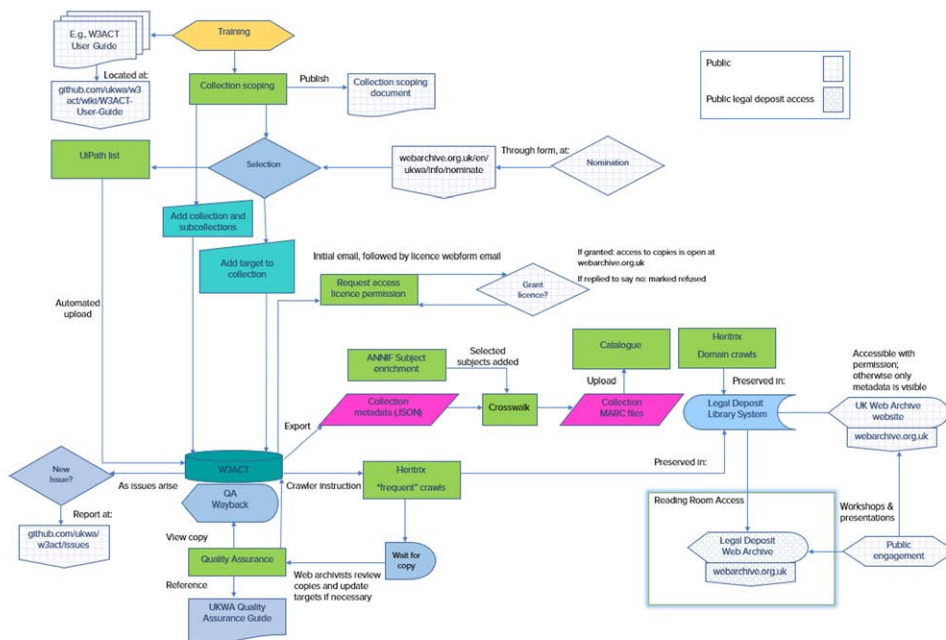 E.g., W3ACT
User Guide
Training
Located at:
github.com/ukwa/w3
act/wiki/W3ACT-
User-Guide
Collection scoping
Publish
Collection scoping
document
Public
Public legal deposit access
UiPath list
Selection
webarchive.org.uk/en/
ukwa/info/nominate
Through form, at:
Nomination
Add collection and
subcollections
Add target to
collection
Initial email, followed by licence webform email
Request access
licence permission
Grant
licence?
If granted: access to copies is open at
webarchive.org.uk
If replied to say no: marked refused
Automated
upload
ANNIF Subject
enrichment
Selected
subjects added
Catalogue
Heritrix
Domain crawls
Accessible with
permission;
otherwise only
metadata is visible
Upload
Preserved in:
Collection
metadata (JSON)
Crosswalk
Collection
MARC files
Legal Deposit
Library System
UK Web Archive
website
webarchive.org.uk
Export
New
Issue?
As issues arise
W3ACT
Crawler instruction
Heritrix
"frequent" crawls
Preserved in:
QA
Wayback
Report at:
github.com/ukwa/
w3act/issues
View copy
Quality Assurance
Wait for
copy
Web archivists review
copies and update
targets if necessary
Reference
UKWA Quality
Assurance Guide
Reading Room Access
Legal Deposit
Web Archive
webarchive.org.uk
Workshops &
presentations
Public
engagement